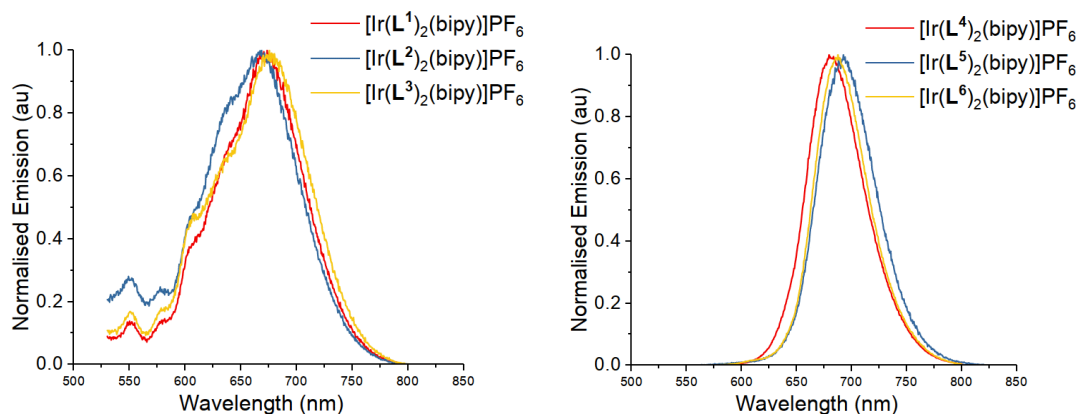 [Ir(L¹)₂(bipy)]PF₆
[Ir(L²)₂(bipy)]PF₆
[Ir(L³)₂(bipy)]PF₆
Normalised Emission (au)
1.0
0.8
0.6
0.4
0.2
0.0
500 550 600 650 700 750 800 850
Wavelength (nm)
[Ir(L⁴)₂(bipy)]PF₆
[Ir(L⁵)₂(bipy)]PF₆
[Ir(L⁶)₂(bipy)]PF₆
Normalised Emission (au)
1.0
0.8
0.6
0.4
0.2
0.0
500 550 600 650 700 750 800 850
Wavelength (nm)